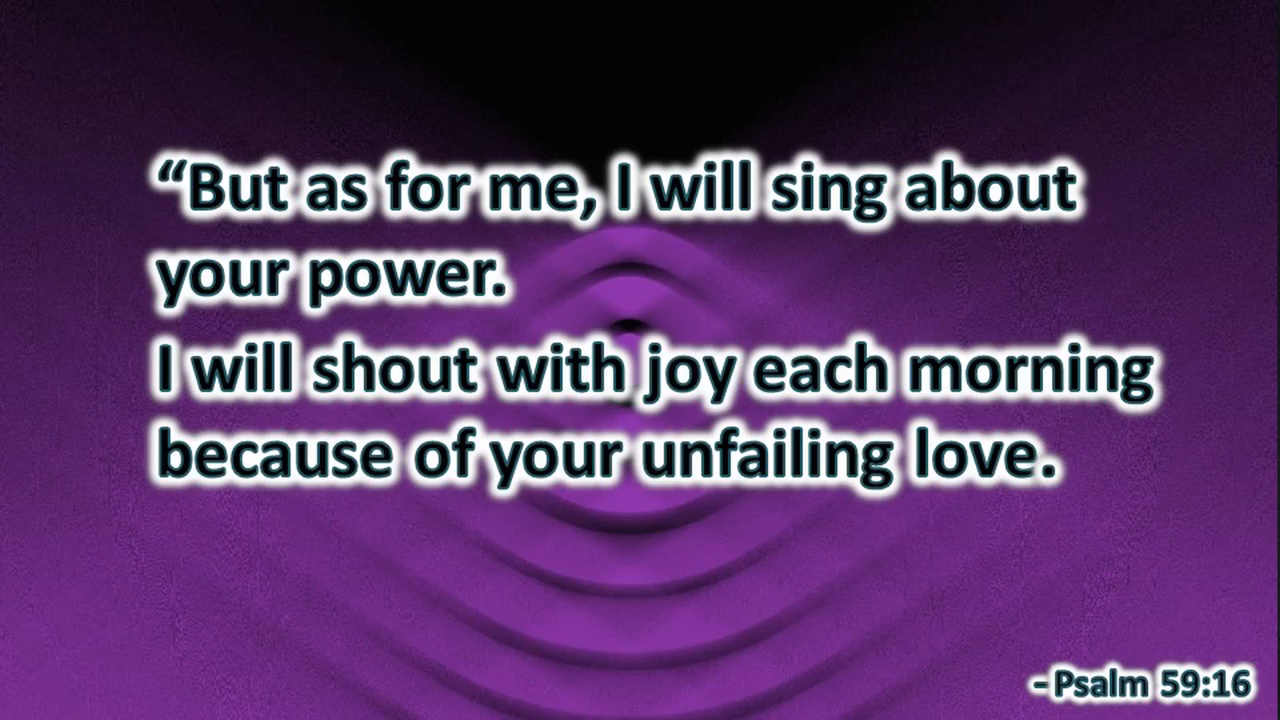 “But as for me, I will sing about
your power.
I will shout with joy each morning
because of your unfailing love.
- Psalm 59:16